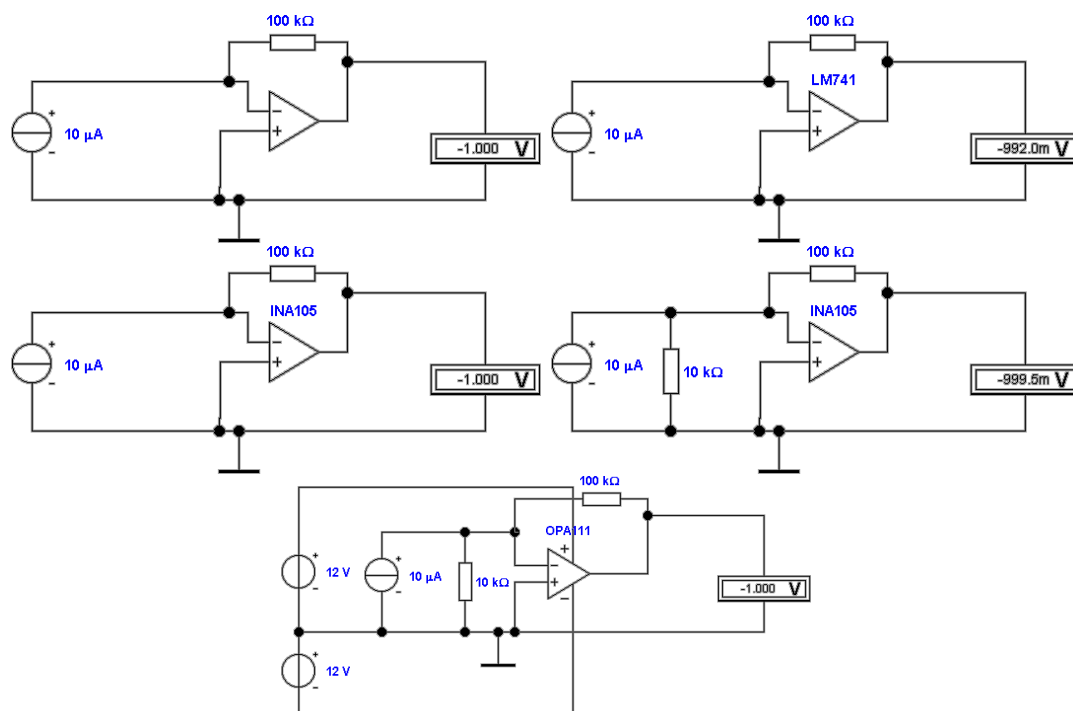 100 kΩ
+
10 µA
-
-
+
-1.000 V
100 kΩ
LM741
+
10 µA
-
-
+
-992.0m V
100 kΩ
INA105
+
10 µA
-
-
+
-1.000 V
100 kΩ
INA105
+
10 µA
-
10 kΩ
-
+
-999.5m V
100 kΩ
OPA111
+
12 V
-
+
10 µA
-
10 kΩ
+
-
+
-
-1.000 V
+
12 V
-